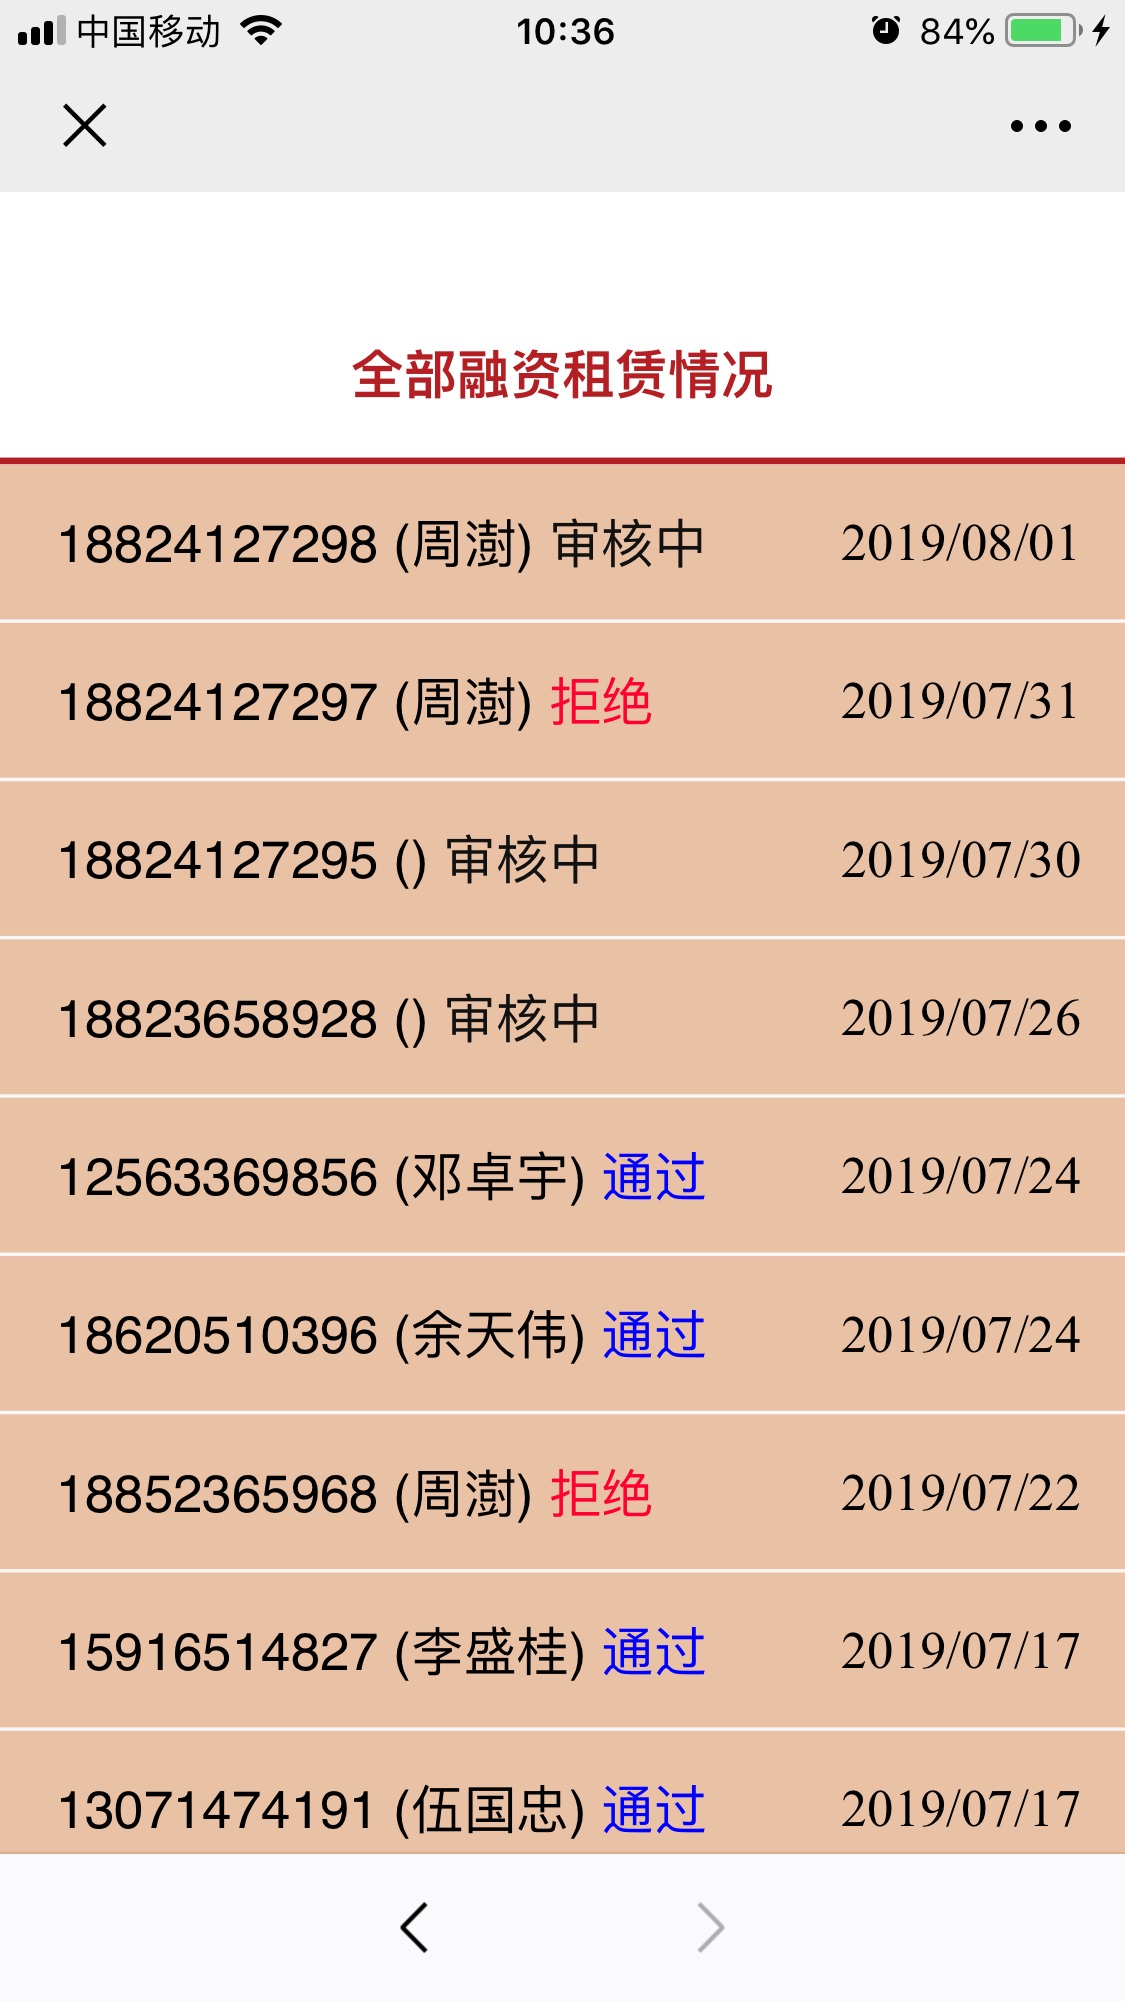 中国移动 10:36 84%
全部融资租赁情况
18824127298 (周澍) 审核中 2019/08/01
18824127297 (周澍) 拒绝 2019/07/31
18824127295 () 审核中 2019/07/30
18823658928 () 审核中 2019/07/26
12563369856 (邓卓宇) 通过 2019/07/24
18620510396 (余天伟) 通过 2019/07/24
18852365968 (周澍) 拒绝 2019/07/22
15916514827 (李盛桂) 通过 2019/07/17
13071474191 (伍国忠) 通过 2019/07/17